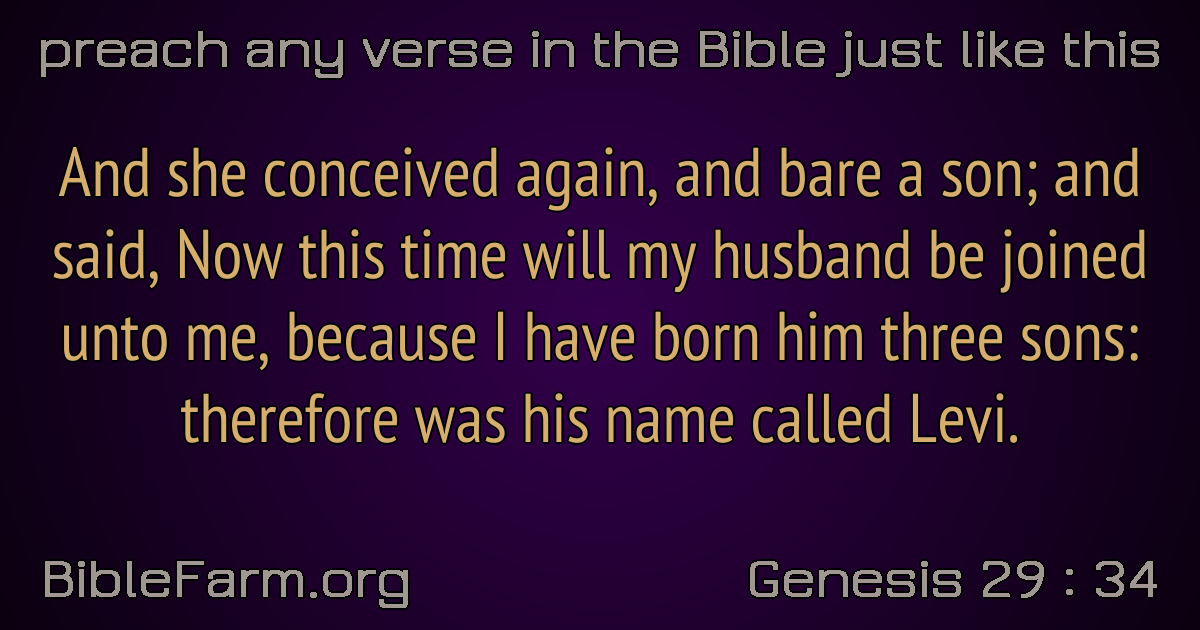 preach any verse in the Bible just like this
And she conceived again, and bare a son; and
said, Now this time will my husband be joined
unto me, because I have born him three sons:
therefore was his name called Levi.
BibleFarm.org
Genesis 29 : 34